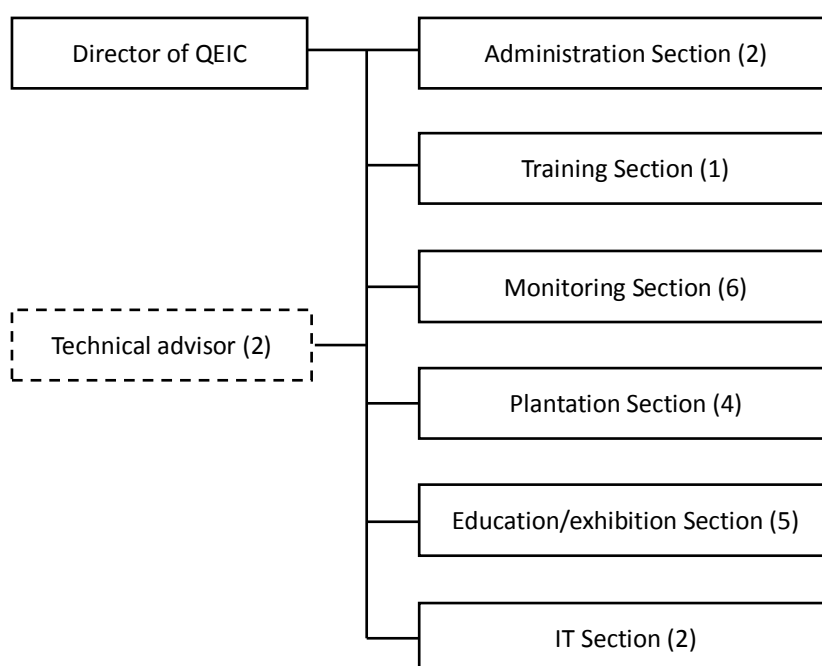 Director of QEIC
Administration Section (2)
Training Section (1)
Monitoring Section (6)
Technical advisor (2)
Plantation Section (4)
Education/exhibition Section (5)
IT Section (2)